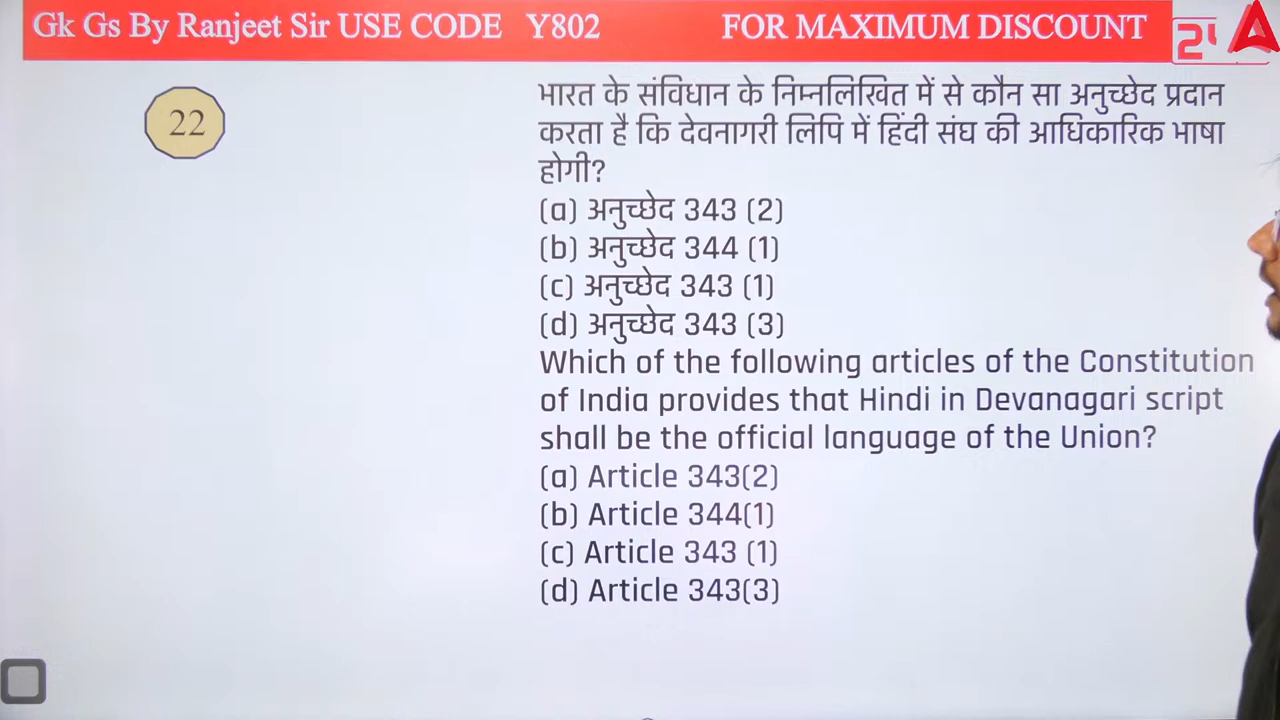 Gk Gs By Ranjeet Sir USE CODE Y802 FOR MAXIMUM DISCOUNT
22
भारत के संविधान के निम्नलिखित में से कौन सा अनुच्छेद प्रदान
करता है कि देवनागरी लिपि में हिंदी संघ की आधिकारिक भाषा
होगी?
(a) अनुच्छेद 343 (2)
(b) अनुच्छेद 344 (1)
(c) अनुच्छेद 343 (1)
(d) अनुच्छेद 343 (3)
Which of the following articles of the Constitution
of India provides that Hindi in Devanagari script
shall be the official language of the Union?
(a) Article 343(2)
(b) Article 344(1)
(c) Article 343 (1)
(d) Article 343(3)